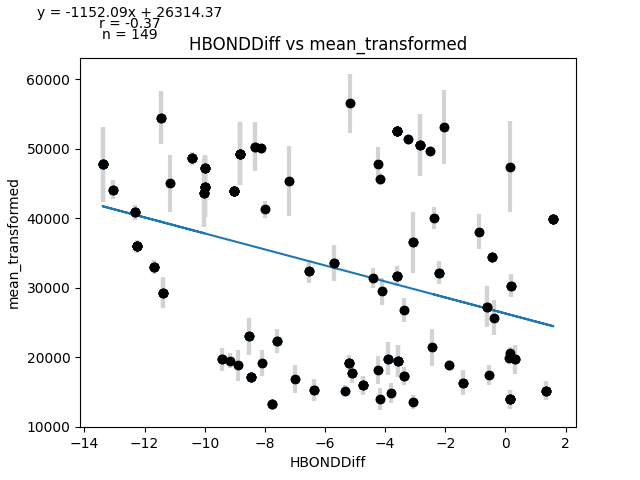 y = -1152.09x + 26314.37
r = -0.37
n = 149
HBONDDiff vs mean_transformed
60000
50000
40000
30000
20000
10000
mean_transformed
−14 −12 −10 −8 −6 −4 −2 0 2
HBONDDiff